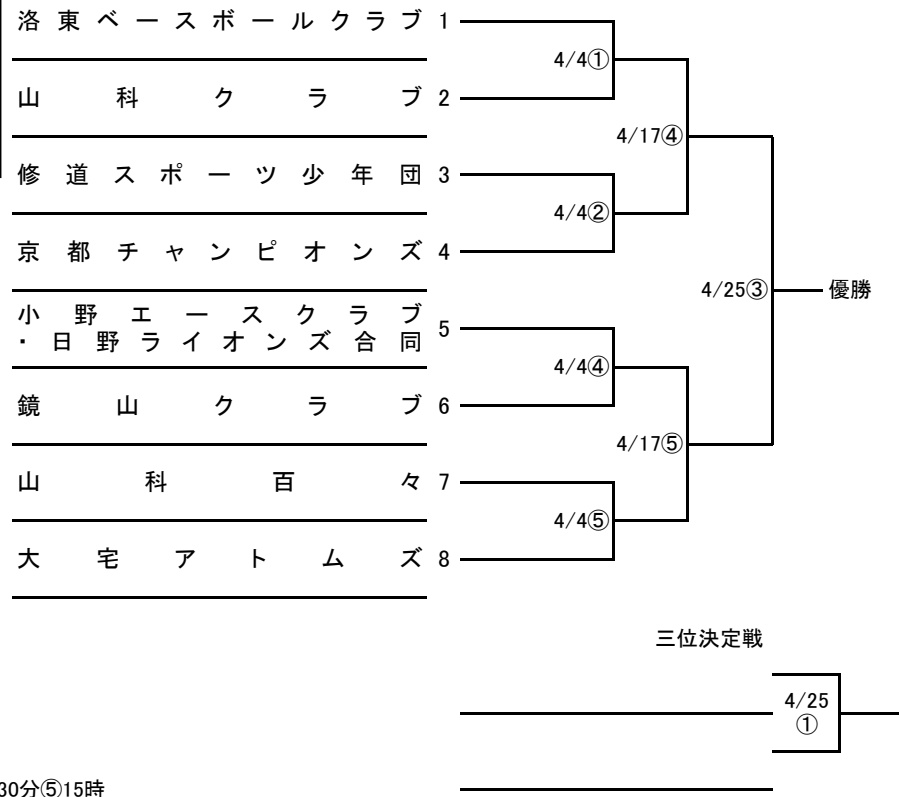 洛東ベースボールクラブ 1
4/4①
山科クラブ 2
4/17④
修道スポーツ少年団 3
4/4②
京都チャンピオンズ 4
4/25③ 優勝
小野エースクラブ
・日野ライオンズ合同 5
4/4④
鏡山クラブ 6
4/17⑤
山科百々 7
4/4⑤
大宅アトムズ 8
三位決定戦
4/25
①
30分⑤15時